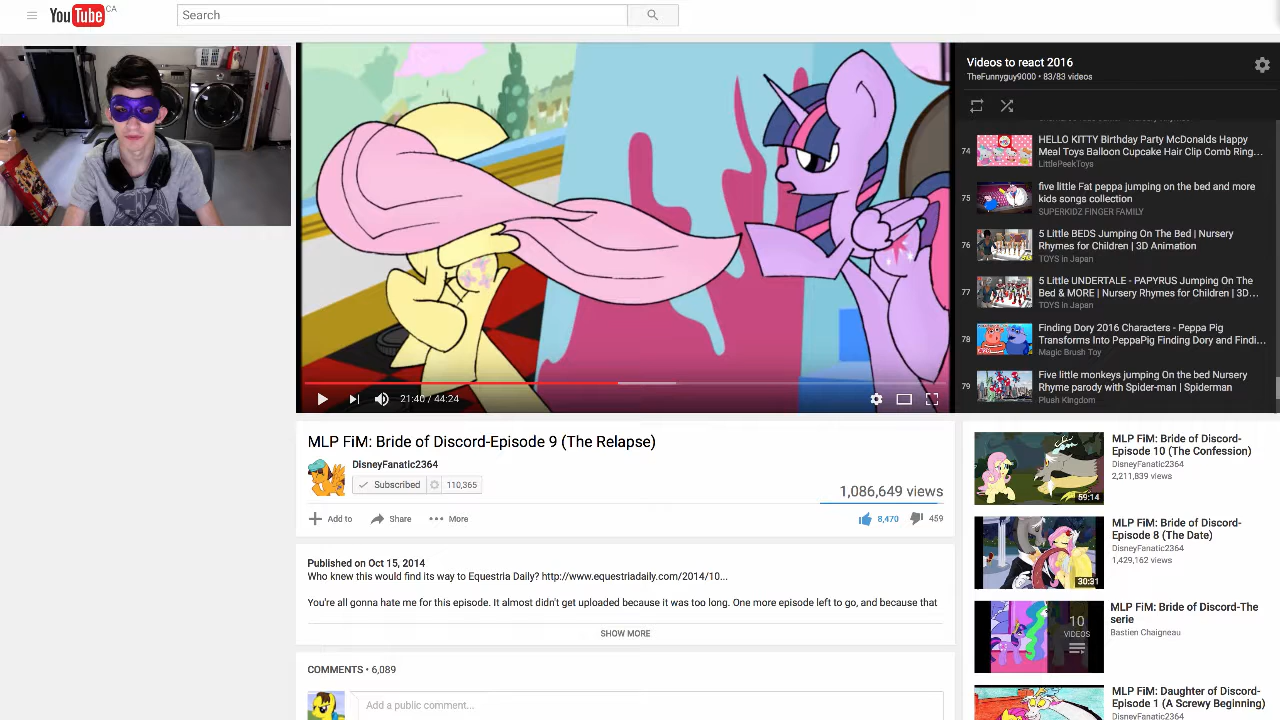 YouTube CA
Search
Videos to react 2016
TheFunnyguy9000 • 83/83 videos
74
HELLO KITTY Birthday Party McDonalds Happy
Meal Toys Balloon Cupcake Hair Clip Comb Ring...
LittlePeekToys
75
five little Fat peppa jumping on the bed and more
kids songs collection
SUPERKIDZ FINGER FAMILY
76
5 Little BEDS Jumping On The Bed | Nursery
Rhymes for Children | 3D Animation
TOYS in Japan
77
5 Little UNDERTALE - PAPYRUS Jumping On The
Bed & MORE | Nursery Rhymes for Children | 3D...
TOYS in Japan
78
Finding Dory 2016 Characters - Peppa Pig
Transforms Into PeppaPig Finding Dory and Findi...
Magic Brush Toy
79
Five little monkeys jumping On the bed Nursery
Rhyme parody with Spider-man | Spiderman
Plush Kingdom
21:40 / 44:24
MLP FiM: Bride of Discord-Episode 9 (The Relapse)
DisneyFanatic2364
Subscribed 110,365
1,086,649 views
Add to Share More
8,470 459
Published on Oct 15, 2014
Who knew this would find its way to Equestria Daily? http://www.equestriadaily.com/2014/10...
You're all gonna hate me for this episode. It almost didn't get uploaded because it was too long. One more episode left to go, and because that
SHOW MORE
COMMENTS • 6,089
Add a public comment...
MLP FiM: Bride of Discord-
Episode 10 (The Confession)
DisneyFanatic2364
2,211,839 views
59:14
MLP FiM: Bride of Discord-
Episode 8 (The Date)
DisneyFanatic2364
1,429,162 views
30:31
MLP FiM: Bride of Discord-The
serie
Bastien Chaigneau
10
VIDEOS
MLP FiM: Daughter of Discord-
Episode 1 (A Screwy Beginning)
DisneyFanatic2364